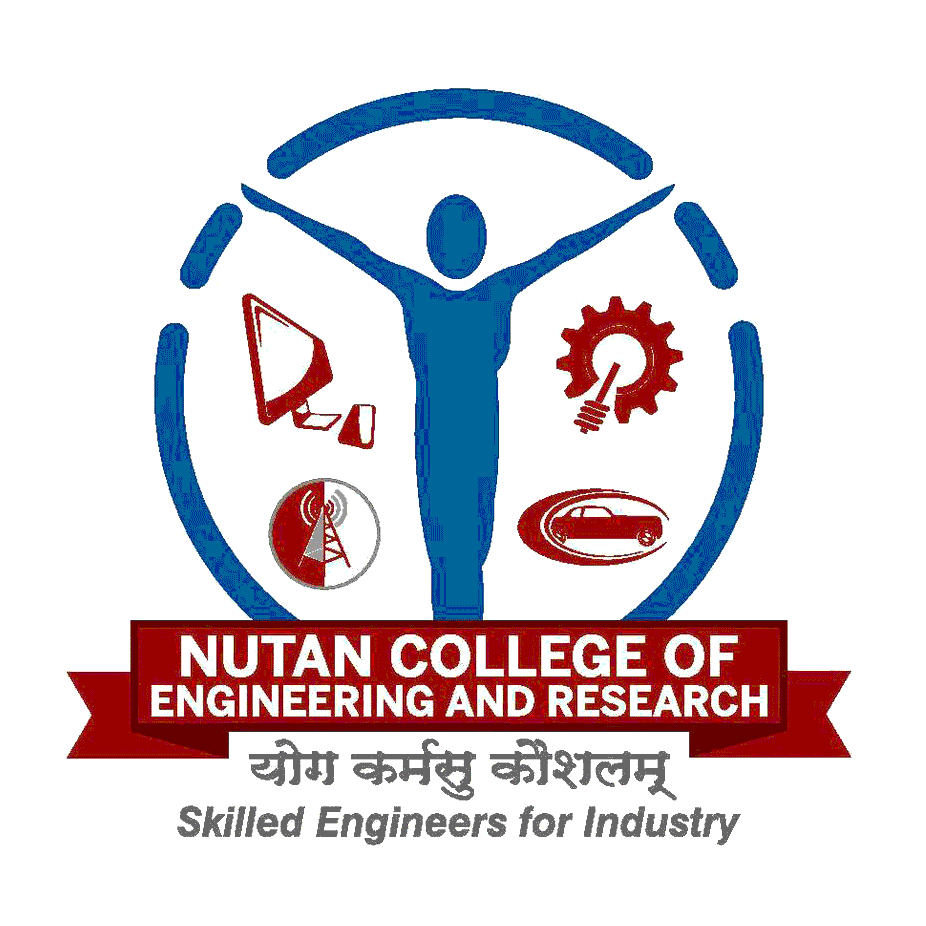 NUTAN COLLEGE OF
ENGINEERING AND RESEARCH
योग कर्मसु कौशलम्
Skilled Engineers for Industry